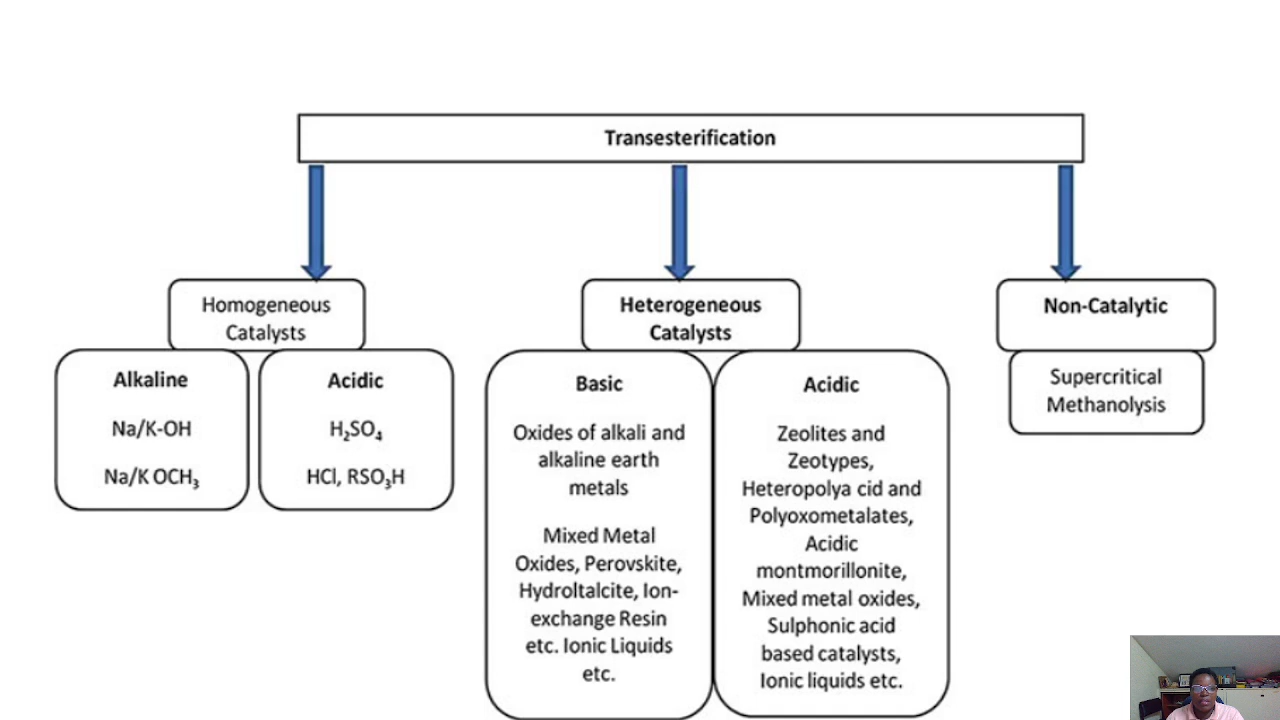 Transesterification
Homogeneous
Catalysts
Alkaline
Na/K-OH
Na/K OCH₃
Acidic
H₂SO₄
HCl, RSO₃H
Heterogeneous
Catalysts
Basic
Oxides of alkali and
alkaline earth
metals
Mixed Metal
Oxides, Perovskite,
Hydroltalcite, Ion-
exchange Resin
etc. Ionic Liquids
etc.
Acidic
Zeolites and
Zeotypes,
Heteropolya cid and
Polyoxometalates,
Acidic
montmorillonite,
Mixed metal oxides,
Sulphonic acid
based catalysts,
Ionic liquids etc.
Non-Catalytic
Supercritical
Methanolysis